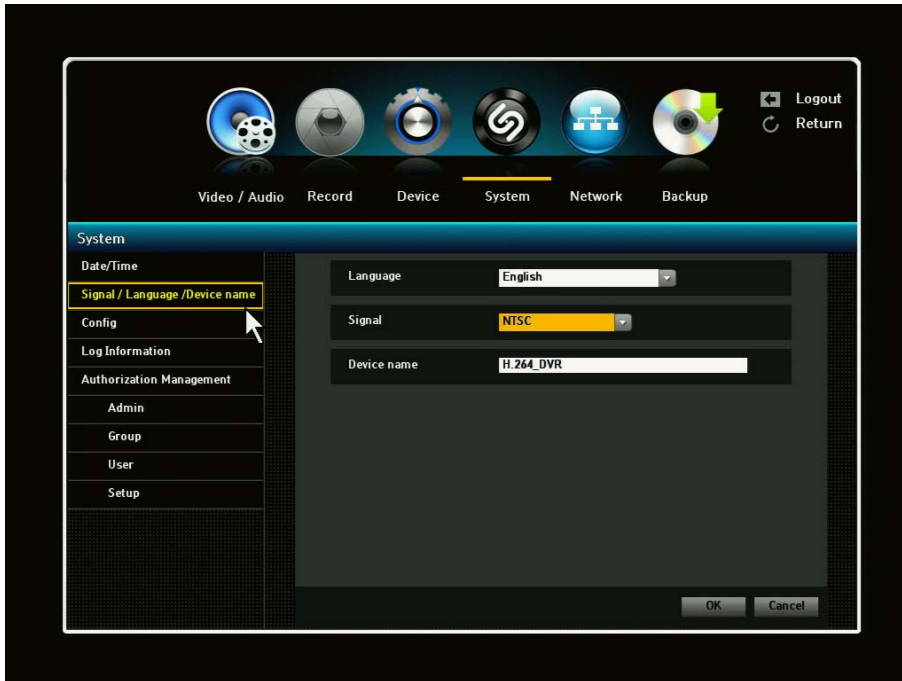 Logout
Return
Video / Audio Record Device System Network Backup
System
Date/Time
Signal / Language /Device name
Config
Log Information
Authorization Management
Admin
Group
User
Setup
Language English
Signal NTSC
Device name H.264_DVR
OK Cancel